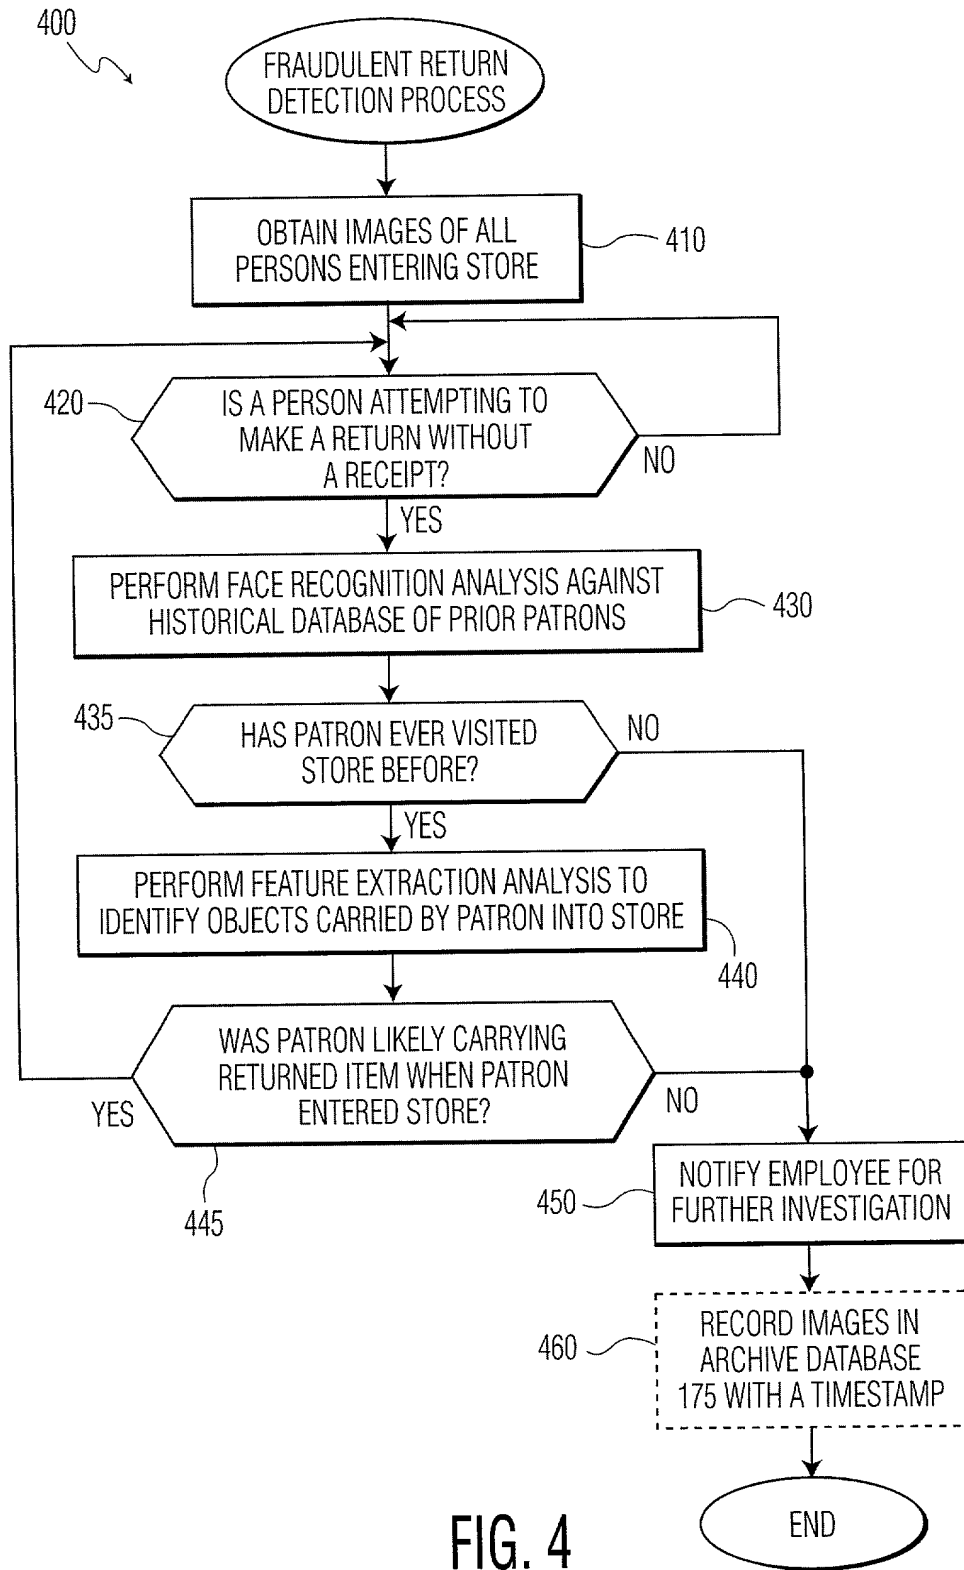 400
FRAUDULENT RETURN
DETECTION PROCESS
OBTAIN IMAGES OF ALL
PERSONS ENTERING STORE
410
420
IS A PERSON ATTEMPTING TO
MAKE A RETURN WITHOUT
A RECEIPT?
NO
YES
PERFORM FACE RECOGNITION ANALYSIS AGAINST
HISTORICAL DATABASE OF PRIOR PATRONS
430
435
HAS PATRON EVER VISITED
STORE BEFORE?
NO
YES
PERFORM FEATURE EXTRACTION ANALYSIS TO
IDENTIFY OBJECTS CARRIED BY PATRON INTO STORE
440
WAS PATRON LIKELY CARRYING
RETURNED ITEM WHEN PATRON
ENTERED STORE?
YES
NO
445
450
NOTIFY EMPLOYEE FOR
FURTHER INVESTIGATION
460
RECORD IMAGES IN
ARCHIVE DATABASE
175 WITH A TIMESTAMP
END
FIG. 4